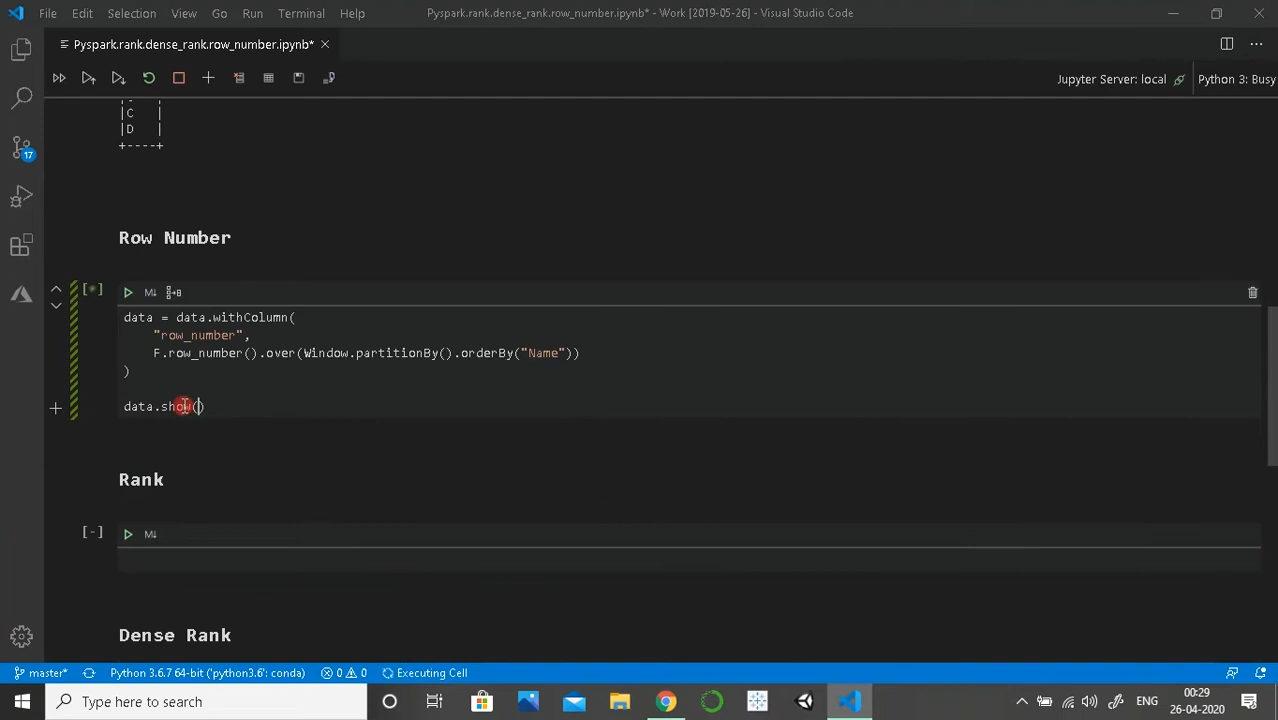 File Edit Selection View Go Run Terminal Help Pyspark.rank.dense_rank.row_number.ipynb* - Work [2019-05-26] - Visual Studio Code
Pyspark.rank.dense_rank.row_number.ipynb*
Jupyter Server: local Python 3: Busy
|C |
|D |
+----+
Row Number
[*] M↓
data = data.withColumn(
"row_number",
F.row_number().over(Window.partitionBy().orderBy("Name"))
)
data.show()
Rank
[-] M↓
Dense Rank
17
master* Python 3.6.7 64-bit ('python3.6': conda) 0 0 Executing Cell
Type here to search
ENG
00:29
26-04-2020